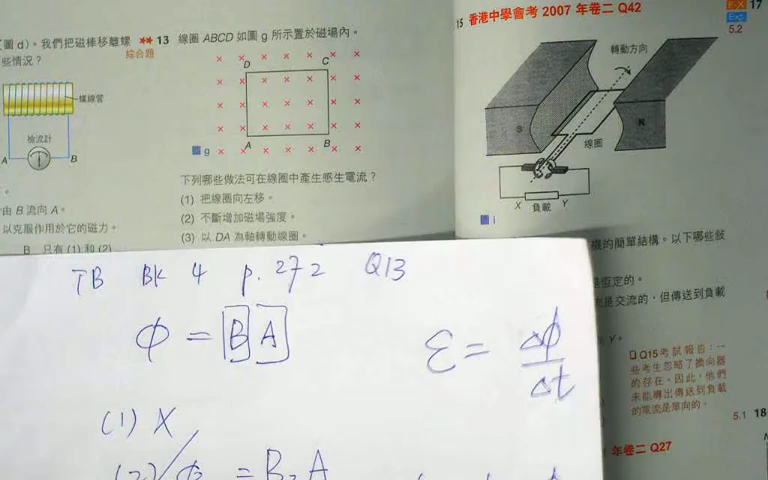 圖 d)。我們把磁棒移離螺
些情況？
螺線管
檢流計
A
B
。
由 B 流向 A。
以克服作用於它的磁力。
B 只有 (1) 和 (2)
** 13 線圈 ABCD 如圖 g 所示置於磁場內。
綜合題
D
C
A
B
g
下列哪些做法可在線圈中產生感生電流？
(1) 把線圈向左移。
(2) 不斷增加磁場強度。
(3) 以 DA 為軸轉動線圈。
15 香港中學會考 2007 年卷二 Q42
17
5.2
轉動方向
S
N
線圈
X 負載 Y
i
機的簡單結構。以下哪些敍
是恆定的。
是交流的，但傳送到負載
Y。
Q15考試報告：一
些考生忽略了換向器
的存在。因此，他們
未能導出傳送到負載
的電流是單向的。
5.1 18
年卷二 Q27
TB BK 4 p. 272 Q13
ϕ = B A
ε = Δϕ / Δt
(1) X
(2) / ϕ₂ = B₂ A